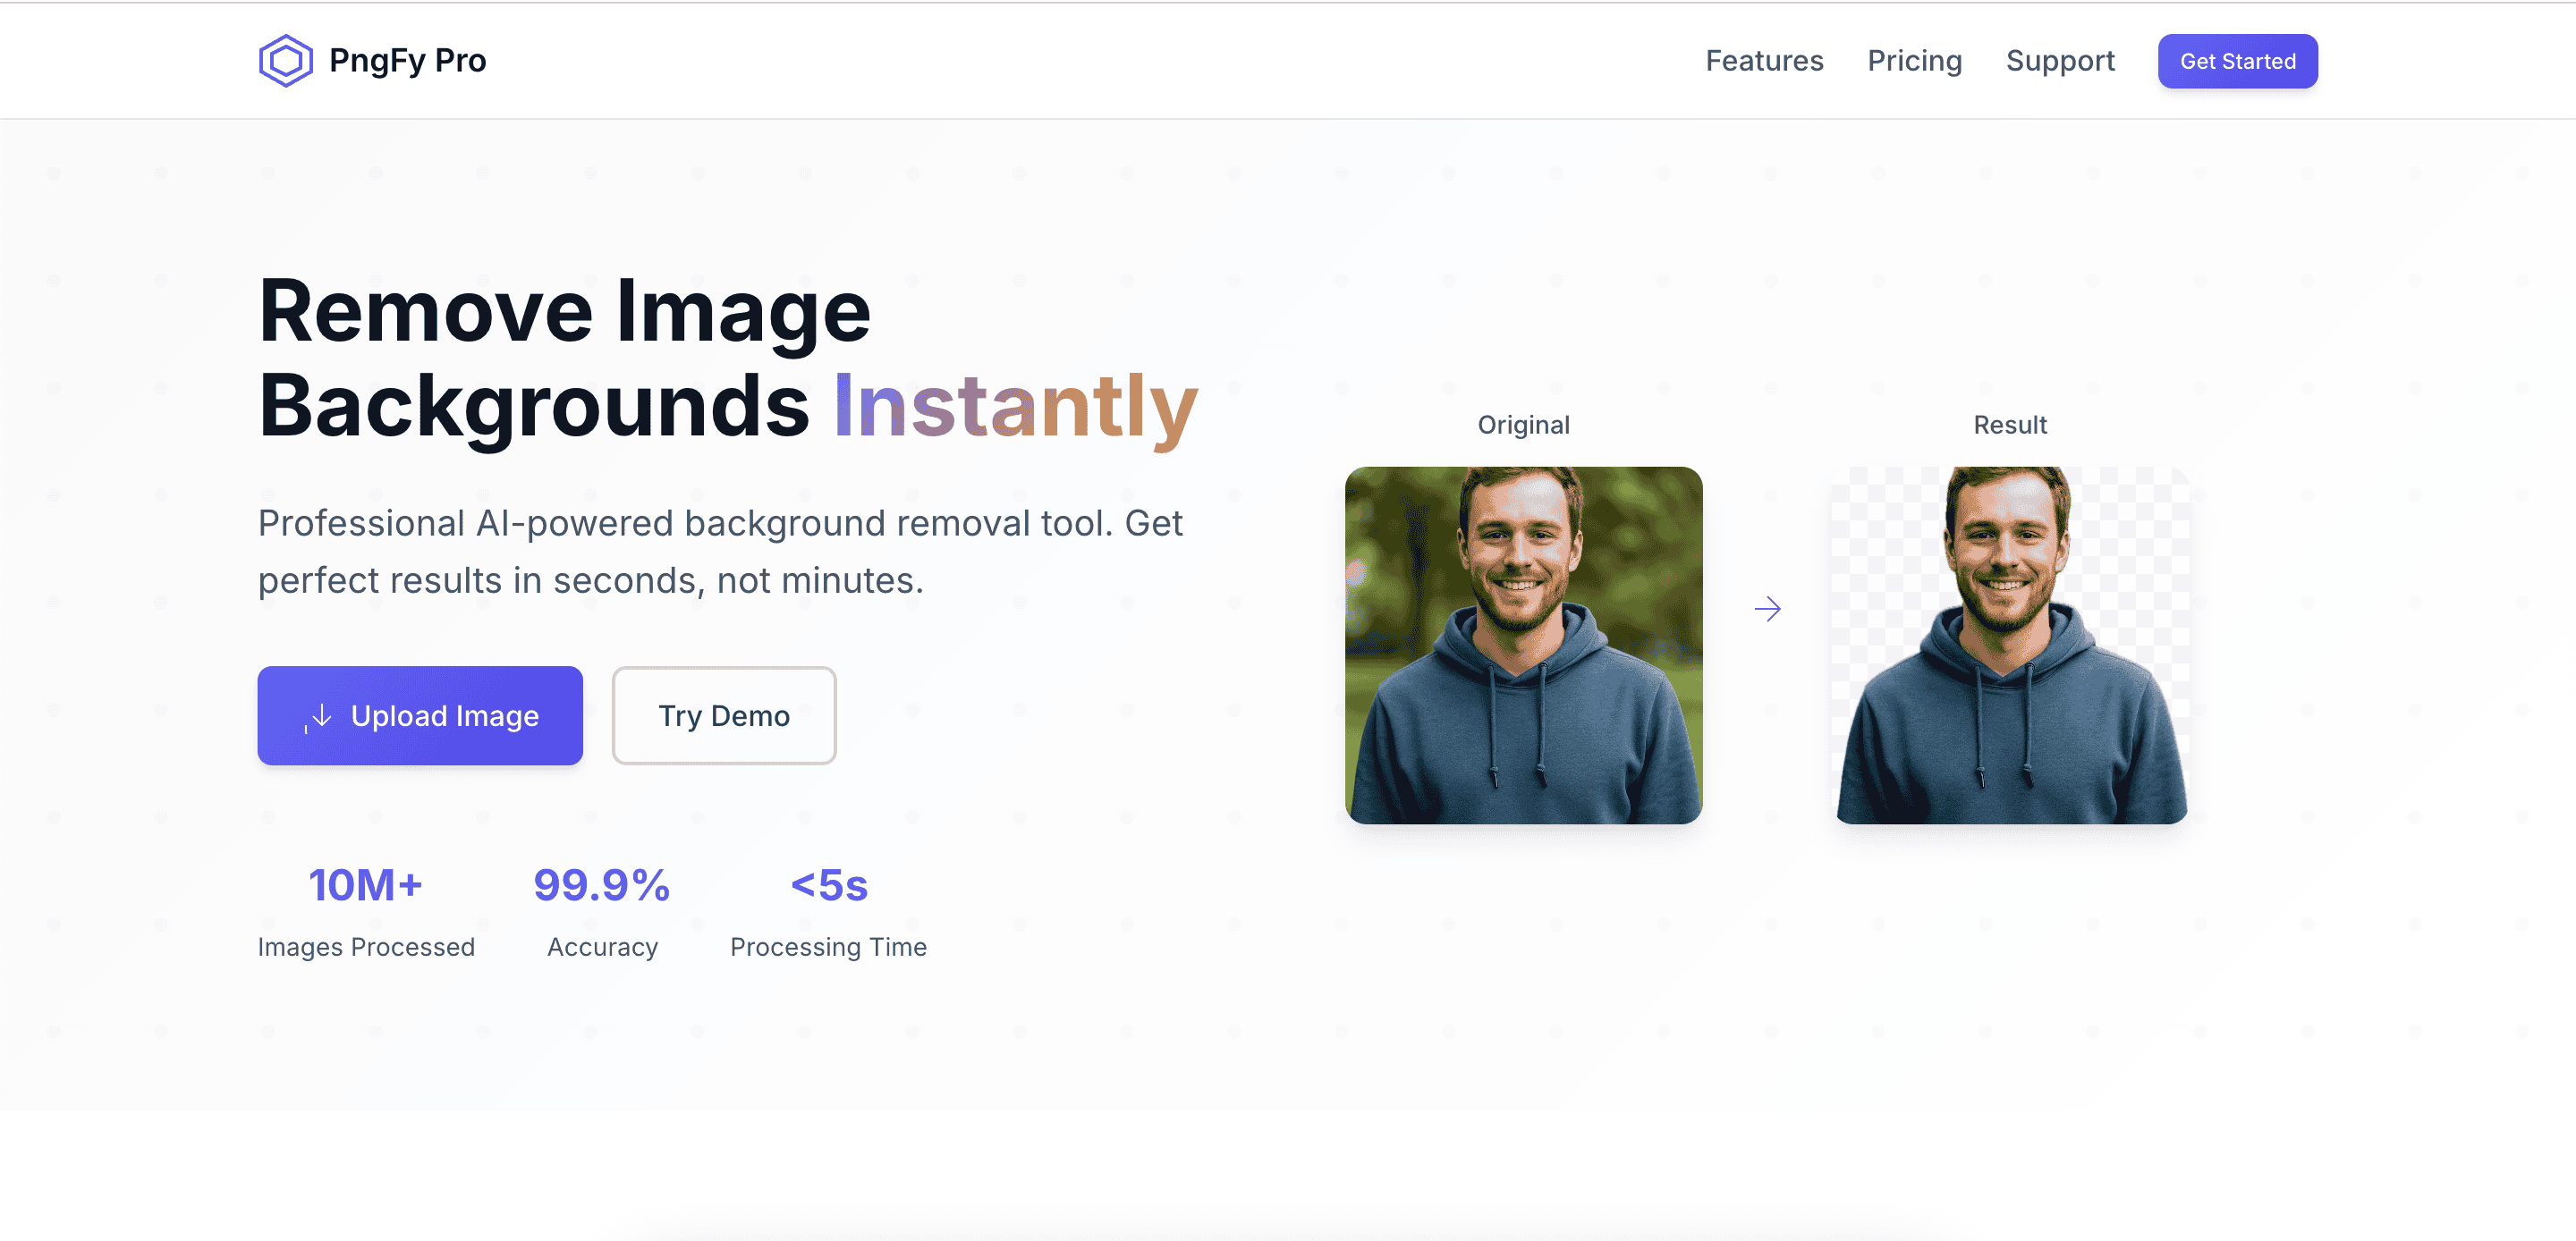 PngFy Pro
Features
Pricing
Support
Get Started
Remove Image
Backgrounds Instantly
Professional AI-powered background removal tool. Get
perfect results in seconds, not minutes.
Upload Image
Try Demo
10M+
Images Processed
99.9%
Accuracy
<5s
Processing Time
Original
Result